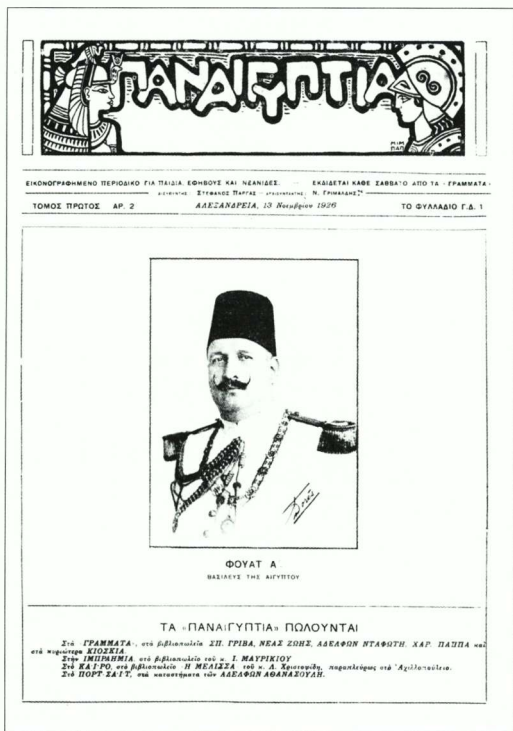 ΠΑΝΑΙΓΥΠΤΙΑ
ΕΙΚΟΝΟΓΡΑΦΗΜΕΝΟ ΠΕΡΙΟΔΙΚΟ ΓΙΑ ΠΑΙΔΙΑ, ΕΦΗΒΟΥΣ ΚΑΙ ΝΕΑΝΙΔΕΣ. — ΕΚΔΙΔΕΤΑΙ ΚΑΘΕ ΣΑΒΒΑΤΟ ΑΠΟ ΤΑ «ΓΡΑΜΜΑΤΑ»
ΔΙΕΥΘΥΝΤΗΣ: ΣΤΕΦΑΝΟΣ ΠΑΡΓΑΣ - ΑΡΧΙΣΥΝΤΑΚΤΗΣ: Ν. ΓΡΙΜΑΛΔΗΣ
ΤΟΜΟΣ ΠΡΩΤΟΣ ΑΡ. 2 ΑΛΕΞΑΝΔΡΕΙΑ, 13 Νοεμβρίου 1926 ΤΟ ΦΥΛΛΑΔΙΟ Γ.Δ. 1
ΦΟΥΑΤ Α
ΒΑΣΙΛΕΥΣ ΤΗΣ ΑΙΓΥΠΤΟΥ
ΤΑ «ΠΑΝΑΙΓΥΠΤΙΑ» ΠΩΛΟΥΝΤΑΙ
Στὰ «ΓΡΑΜΜΑΤΑ», στὰ βιβλιοπωλεῖα ΣΠ. ΓΡΙΒΑ, ΝΕΑΣ ΖΩΗΣ, ΑΔΕΛΦΩΝ ΝΤΑΦΩΤΗ, ΧΑΡ. ΠΑΠΠΑ καὶ
στὰ κυριώτερα ΚΙΟΣΚΙΑ.
Στὴν ΙΜΠΡΑΗΜΙΑ, στὸ βιβλιοπωλεῖο τοῦ κ. Ι. ΜΑΥΡΙΚΙΟΥ
Στὸ ΚΑΪΡΟ, στὸ βιβλιοπωλεῖο «Η ΜΕΛΙΣΣΑ» τοῦ κ. Λ. Χριστοφίδη, παραπλεύρως στὸ Ἀχιλλοπούλειο.
Στὸ ΠΟΡΤ-ΣΑΪΤ, στὰ καταστήματα τῶν ΑΔΕΛΦΩΝ ΑΘΑΝΑΣΟΥΛΗ.